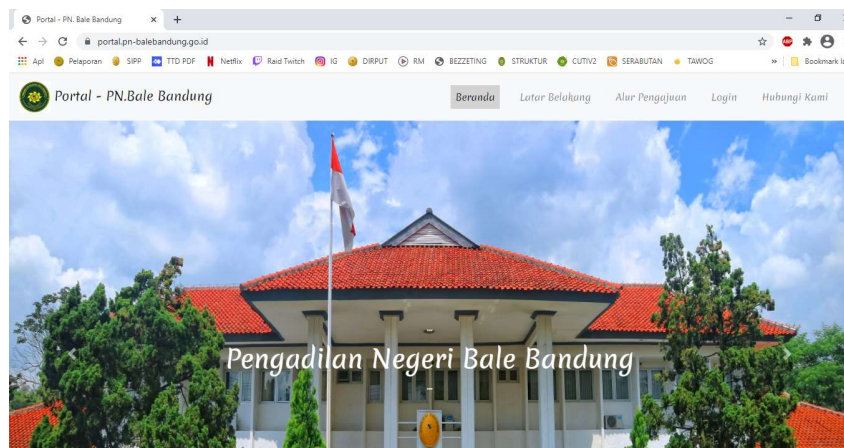 Portal - PN. Bale Bandung
portal.pn-balebandung.go.id
ABP
Apl Pelaporan SIPP TTD PDF Netflix Raid Twitch IG DIRPUT RM BEZZETING STRUKTUR CUTIV2 SERABUTAN TAWOG » Bookmark la
Portal - PN.Bale Bandung Beranda Latar Belakang Alur Pengajuan Login Hubungi Kami
Pengadilan Negeri Bale Bandung